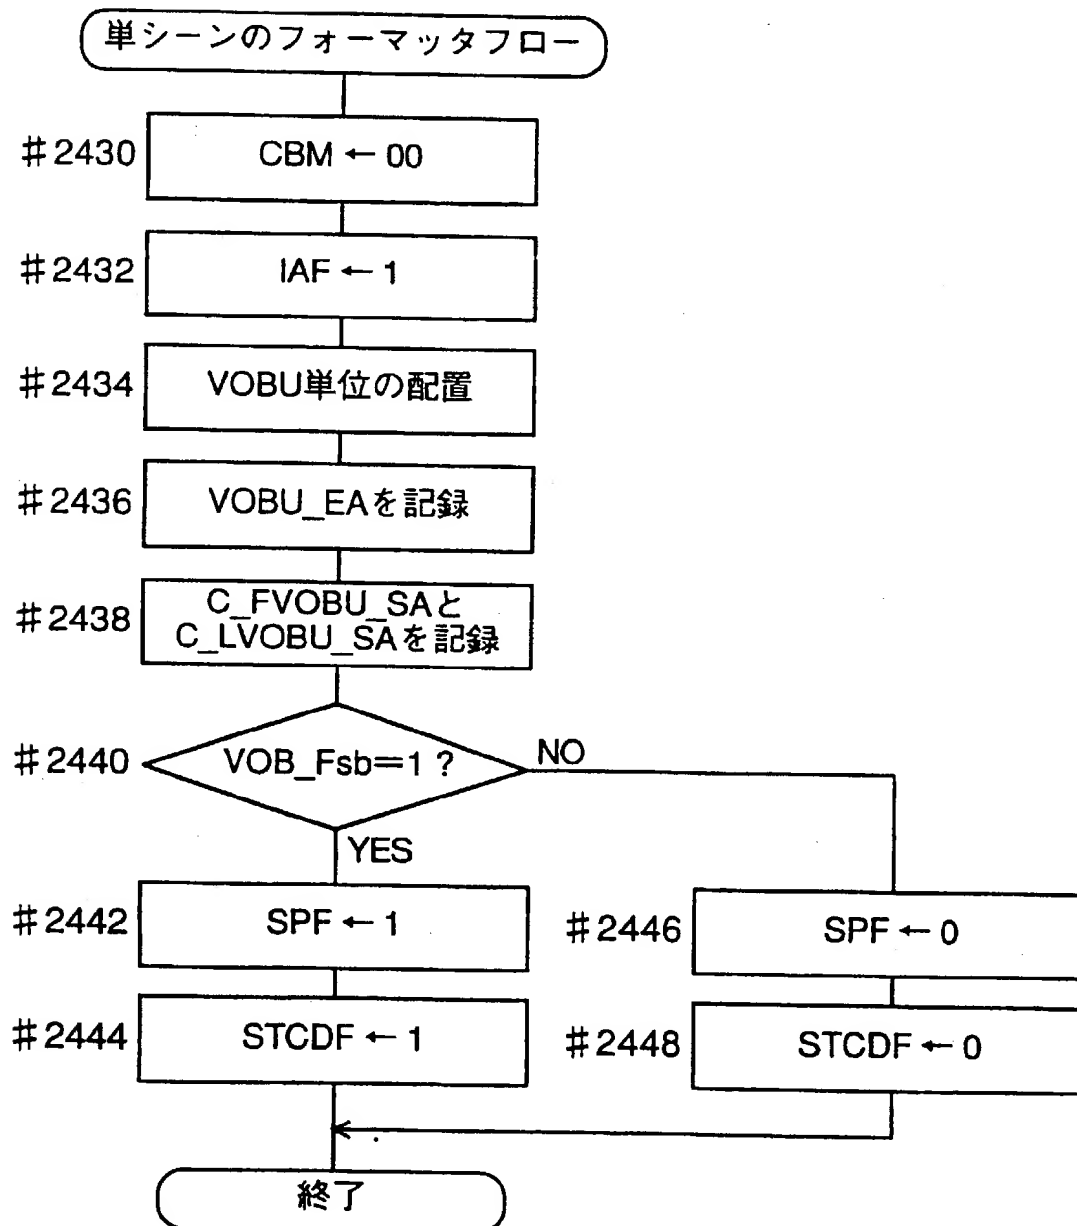 単シーンのフォーマッタフロー
#2430
CBM ← 00
#2432
IAF ← 1
#2434
VOBU単位の配置
#2436
VOBU_EAを記録
#2438
C_FVOBU_SAと
C_LVOBU_SAを記録
#2440
VOB_Fsb=1 ?
NO
YES
#2442
SPF ← 1
#2446
SPF ← 0
#2444
STCDF ← 1
#2448
STCDF ← 0
終了